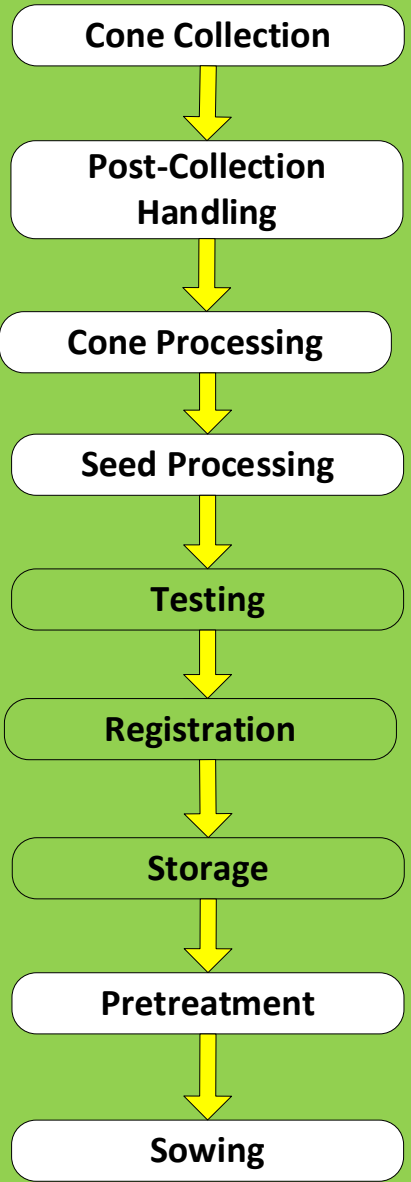 Cone Collection
Post-Collection
Handling
Cone Processing
Seed Processing
Testing
Registration
Storage
Pretreatment
Sowing